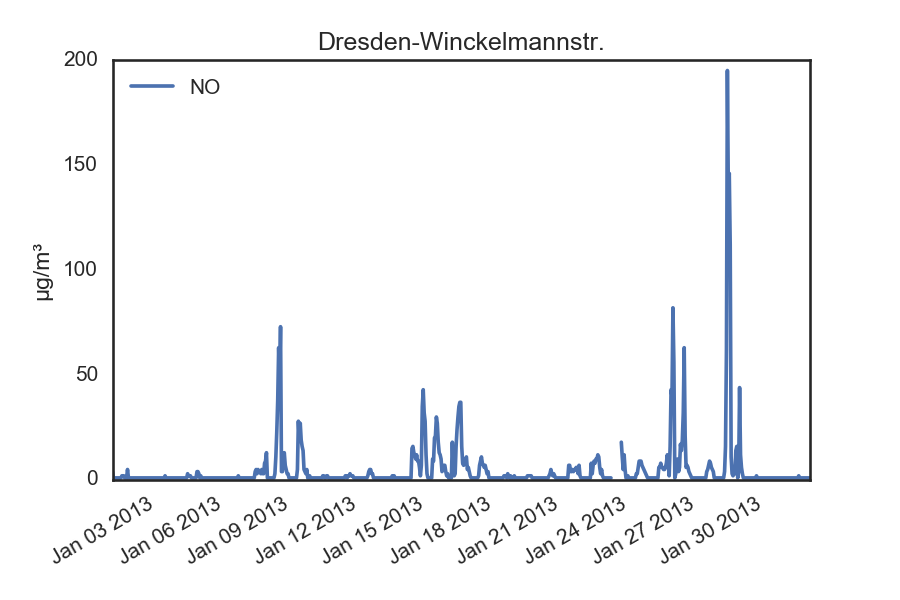 Dresden-Winckelmannstr.
NO
µg/m³
200
150
100
50
0
Jan 03 2013
Jan 06 2013
Jan 09 2013
Jan 12 2013
Jan 15 2013
Jan 18 2013
Jan 21 2013
Jan 24 2013
Jan 27 2013
Jan 30 2013